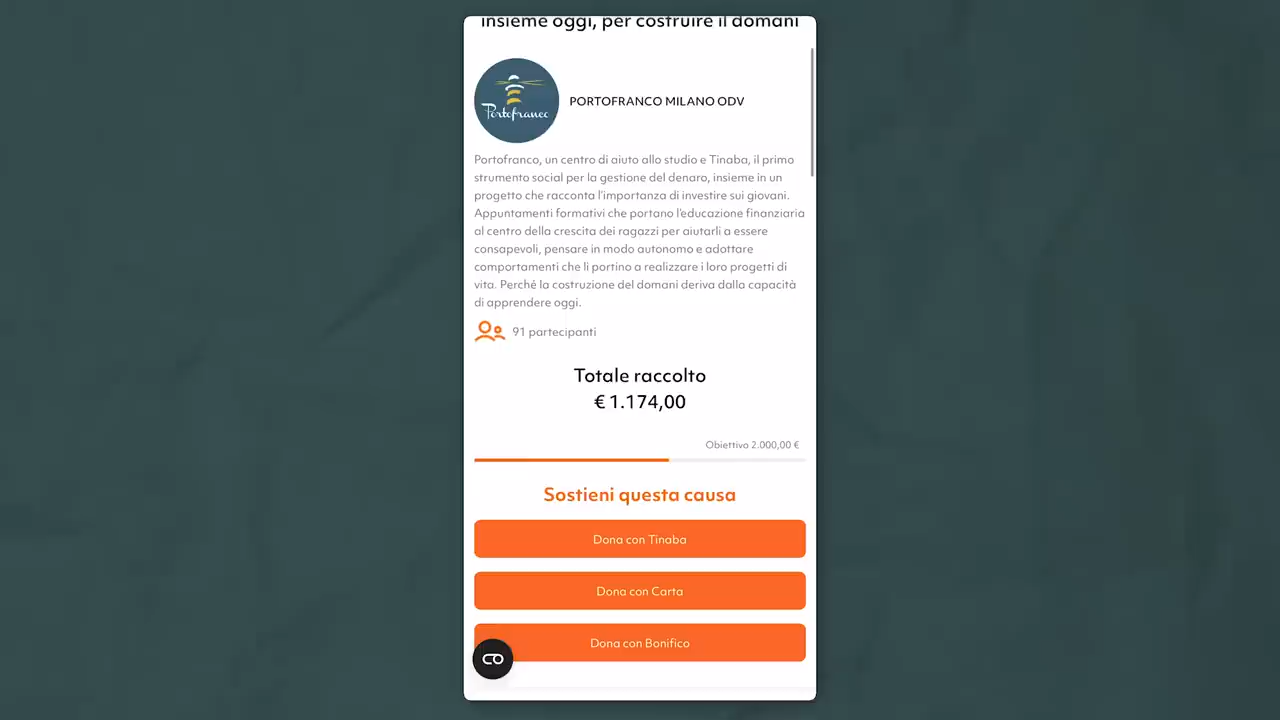 insieme oggi, per costruire il domani
Portofranco
PORTOFRANCO MILANO ODV
Portofranco, un centro di aiuto allo studio e Tinaba, il primo
strumento social per la gestione del denaro, insieme in un
progetto che racconta l'importanza di investire sui giovani.
Appuntamenti formativi che portano l'educazione finanziaria
al centro della crescita dei ragazzi per aiutarli a essere
consapevoli, pensare in modo autonomo e adottare
comportamenti che li portino a realizzare i loro progetti di
vita. Perché la costruzione del domani deriva dalla capacità
di apprendere oggi.
91 partecipanti
Totale raccolto
€ 1.174,00
Obiettivo 2.000,00 €
Sostieni questa causa
Dona con Tinaba
Dona con Carta
Dona con Bonifico